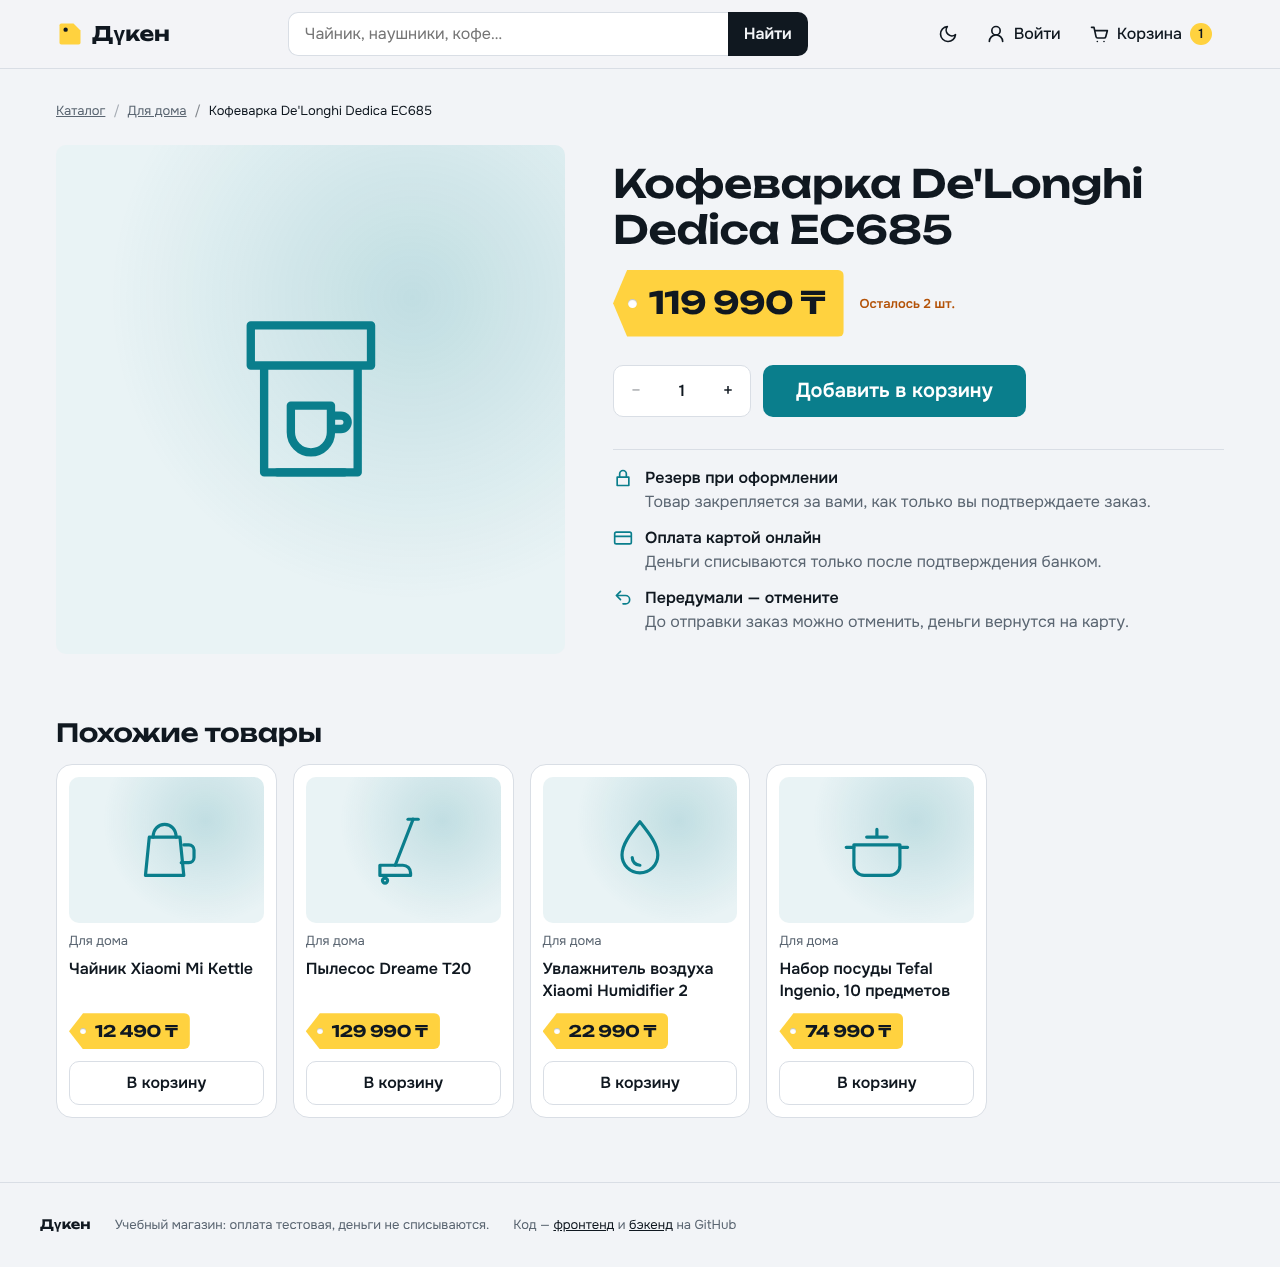 Дүкен
Чайник, наушники, кофе...
Найти
Войти
Корзина 1
Каталог / Для дома / Кофеварка De'Longhi Dedica EC685
Кофеварка De'Longhi
Dedica EC685
119 990 ₸
Осталось 2 шт.
− 1 +
Добавить в корзину
Резерв при оформлении
Товар закрепляется за вами, как только вы подтверждаете заказ.
Оплата картой онлайн
Деньги списываются только после подтверждения банком.
Передумали — отмените
До отправки заказ можно отменить, деньги вернутся на карту.
Похожие товары
Для дома
Чайник Xiaomi Mi Kettle
12 490 ₸
В корзину
Для дома
Пылесос Dreame T20
129 990 ₸
В корзину
Для дома
Увлажнитель воздуха
Xiaomi Humidifier 2
22 990 ₸
В корзину
Для дома
Набор посуды Tefal
Ingenio, 10 предметов
74 990 ₸
В корзину
Дүкен
Учебный магазин: оплата тестовая, деньги не списываются.
Код — фронтенд и бэкенд на GitHub